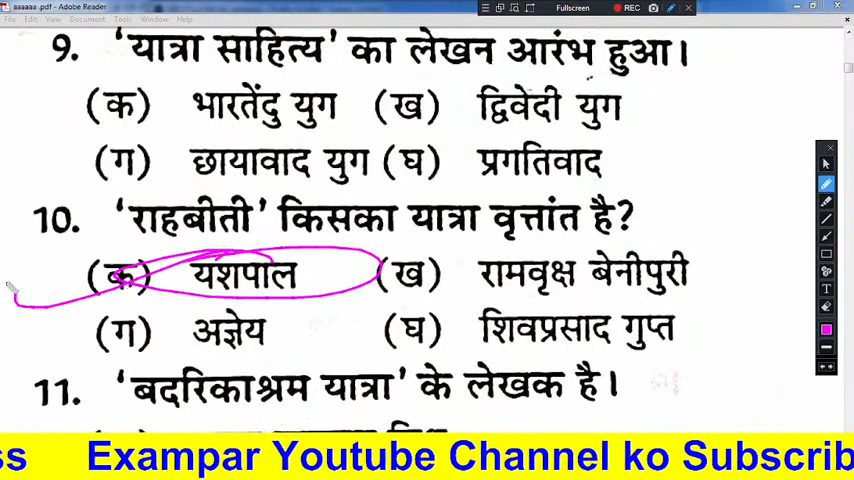 aaaaaa .pdf - Adobe Reader
File Edit View Document Tools Window Help
Fullscreen REC
9. 'यात्रा साहित्य' का लेखन आरंभ हुआ।
(क) भारतेंदु युग (ख) द्विवेदी युग
(ग) छायावाद युग (घ) प्रगतिवाद
10. 'राहबीती' किसका यात्रा वृत्तांत है?
(क) यशपाल (ख) रामवृक्ष बेनीपुरी
(ग) अज्ञेय (घ) शिवप्रसाद गुप्त
11. 'बदरिकाश्रम यात्रा' के लेखक है।
ss Exampar Youtube Channel ko Subscrib